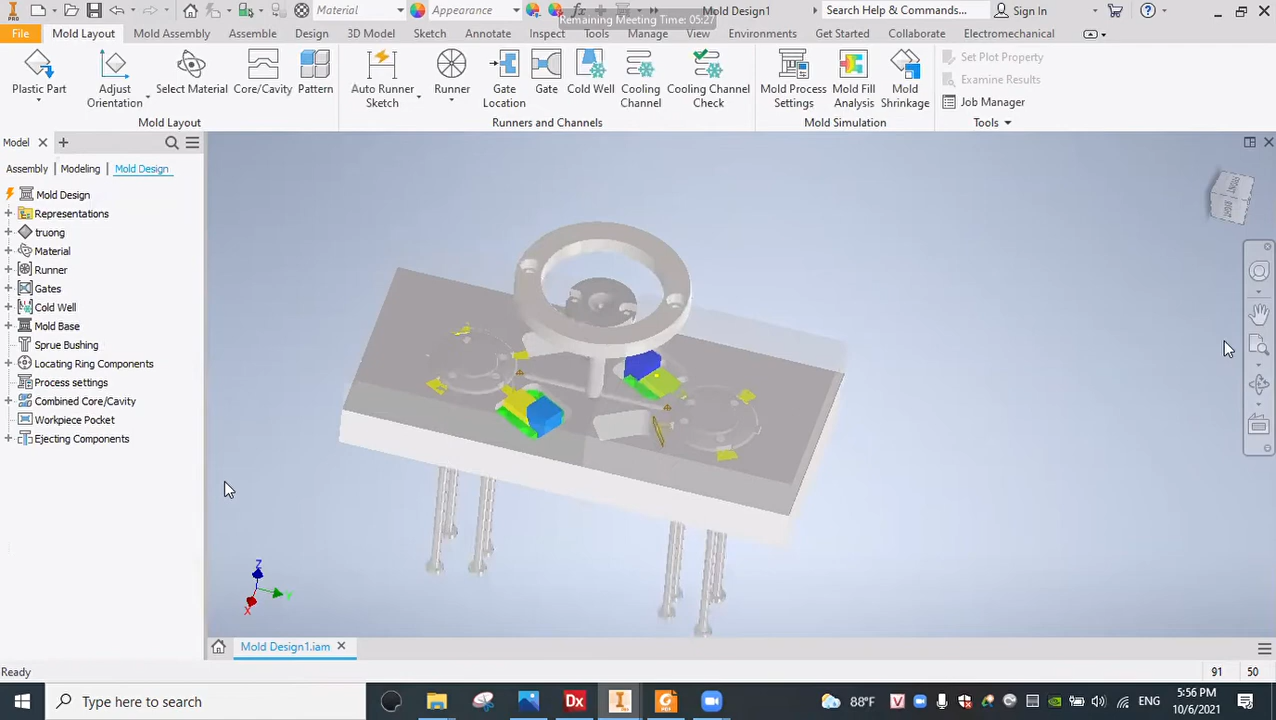 PRO
Material
Appearance
fx
Remaining Meeting Time: 05:27
Mold Design1
Search Help & Commands...
Sign In
File
Mold Layout
Mold Assembly
Assemble
Design
3D Model
Sketch
Annotate
Inspect
Tools
Manage
View
Environments
Get Started
Collaborate
Electromechanical
Plastic Part
Adjust Orientation
Select Material
Core/Cavity
Pattern
Auto Runner Sketch
Runner
Gate Location
Gate
Cold Well
Cooling Channel
Cooling Channel Check
Mold Process Settings
Mold Fill Analysis
Mold Shrinkage
Set Plot Property
Examine Results
Job Manager
Mold Layout
Runners and Channels
Mold Simulation
Tools
Model
Assembly
Modeling
Mold Design
Mold Design
Representations
truong
Material
Runner
Gates
Cold Well
Mold Base
Sprue Bushing
Locating Ring Components
Process settings
Combined Core/Cavity
Workpiece Pocket
Ejecting Components
Z
X
Y
Mold Design1.iam
Ready
91
50
Type here to search
Dx
I
PDF
88°F
V
ENG
5:56 PM
10/6/2021